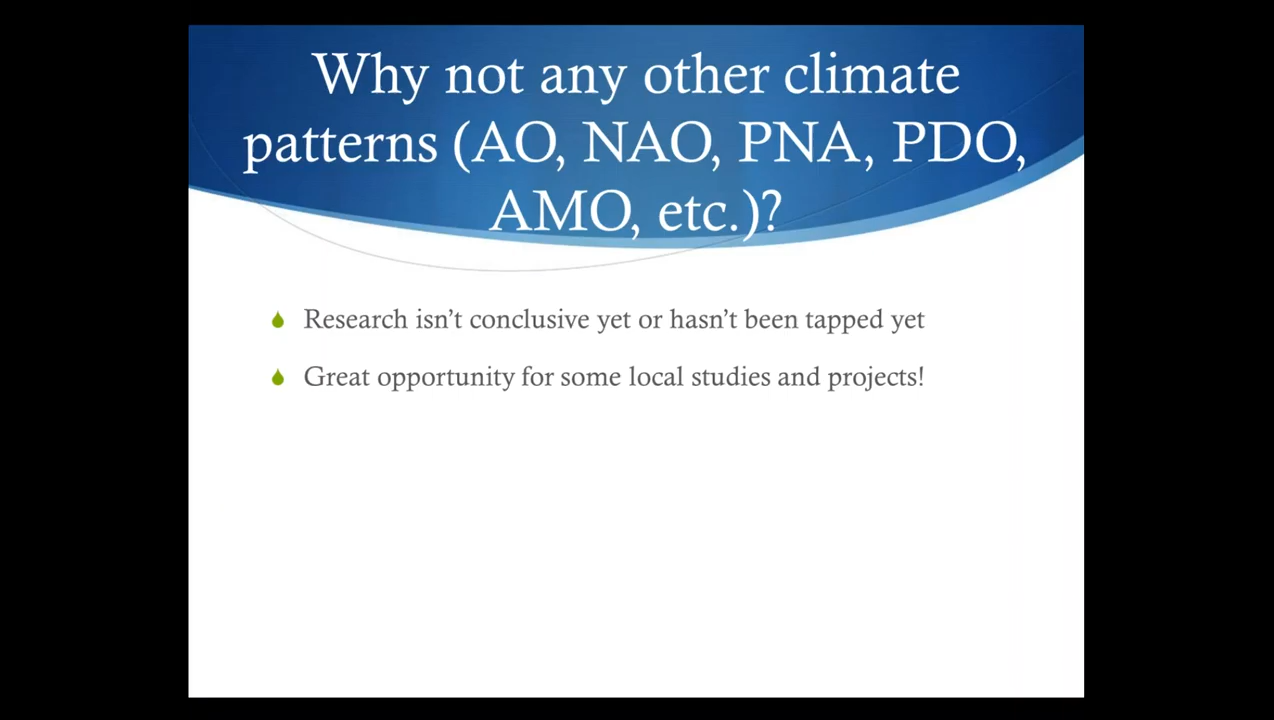 Why not any other climate
patterns (AO, NAO, PNA, PDO,
AMO, etc.)?
Research isn't conclusive yet or hasn't been tapped yet
Great opportunity for some local studies and projects!